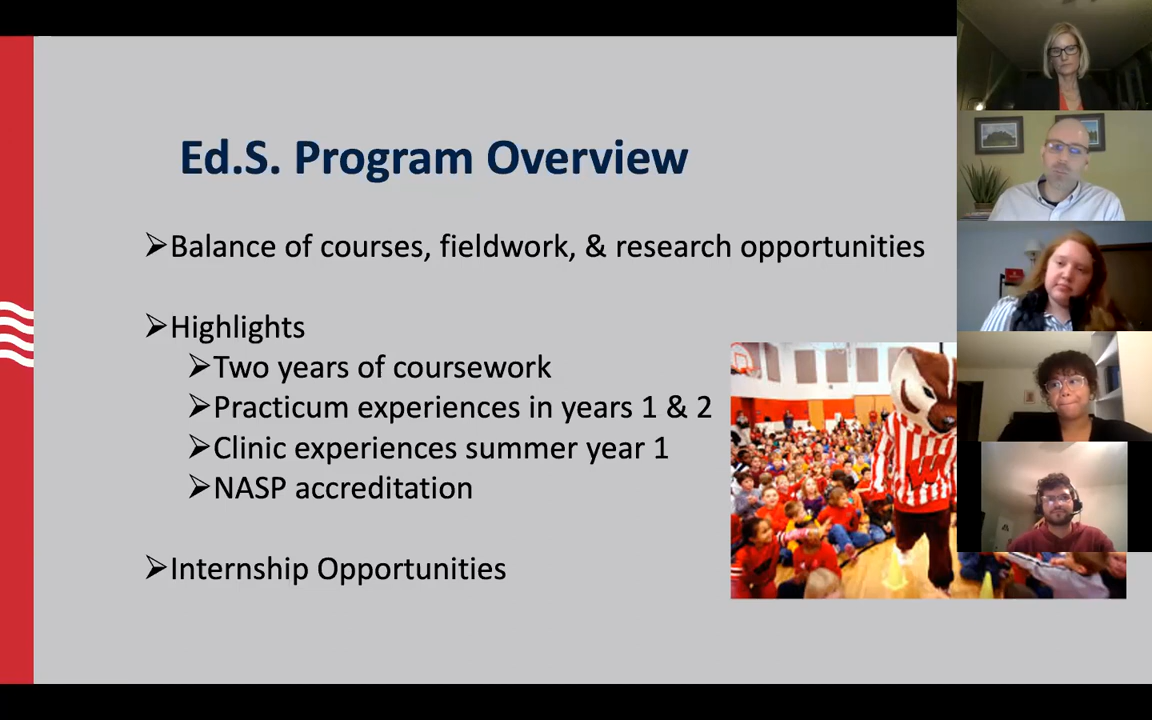 Ed.S. Program Overview
➢Balance of courses, fieldwork, & research opportunities
➢Highlights
➢Two years of coursework
➢Practicum experiences in years 1 & 2
➢Clinic experiences summer year 1
➢NASP accreditation
➢Internship Opportunities
W